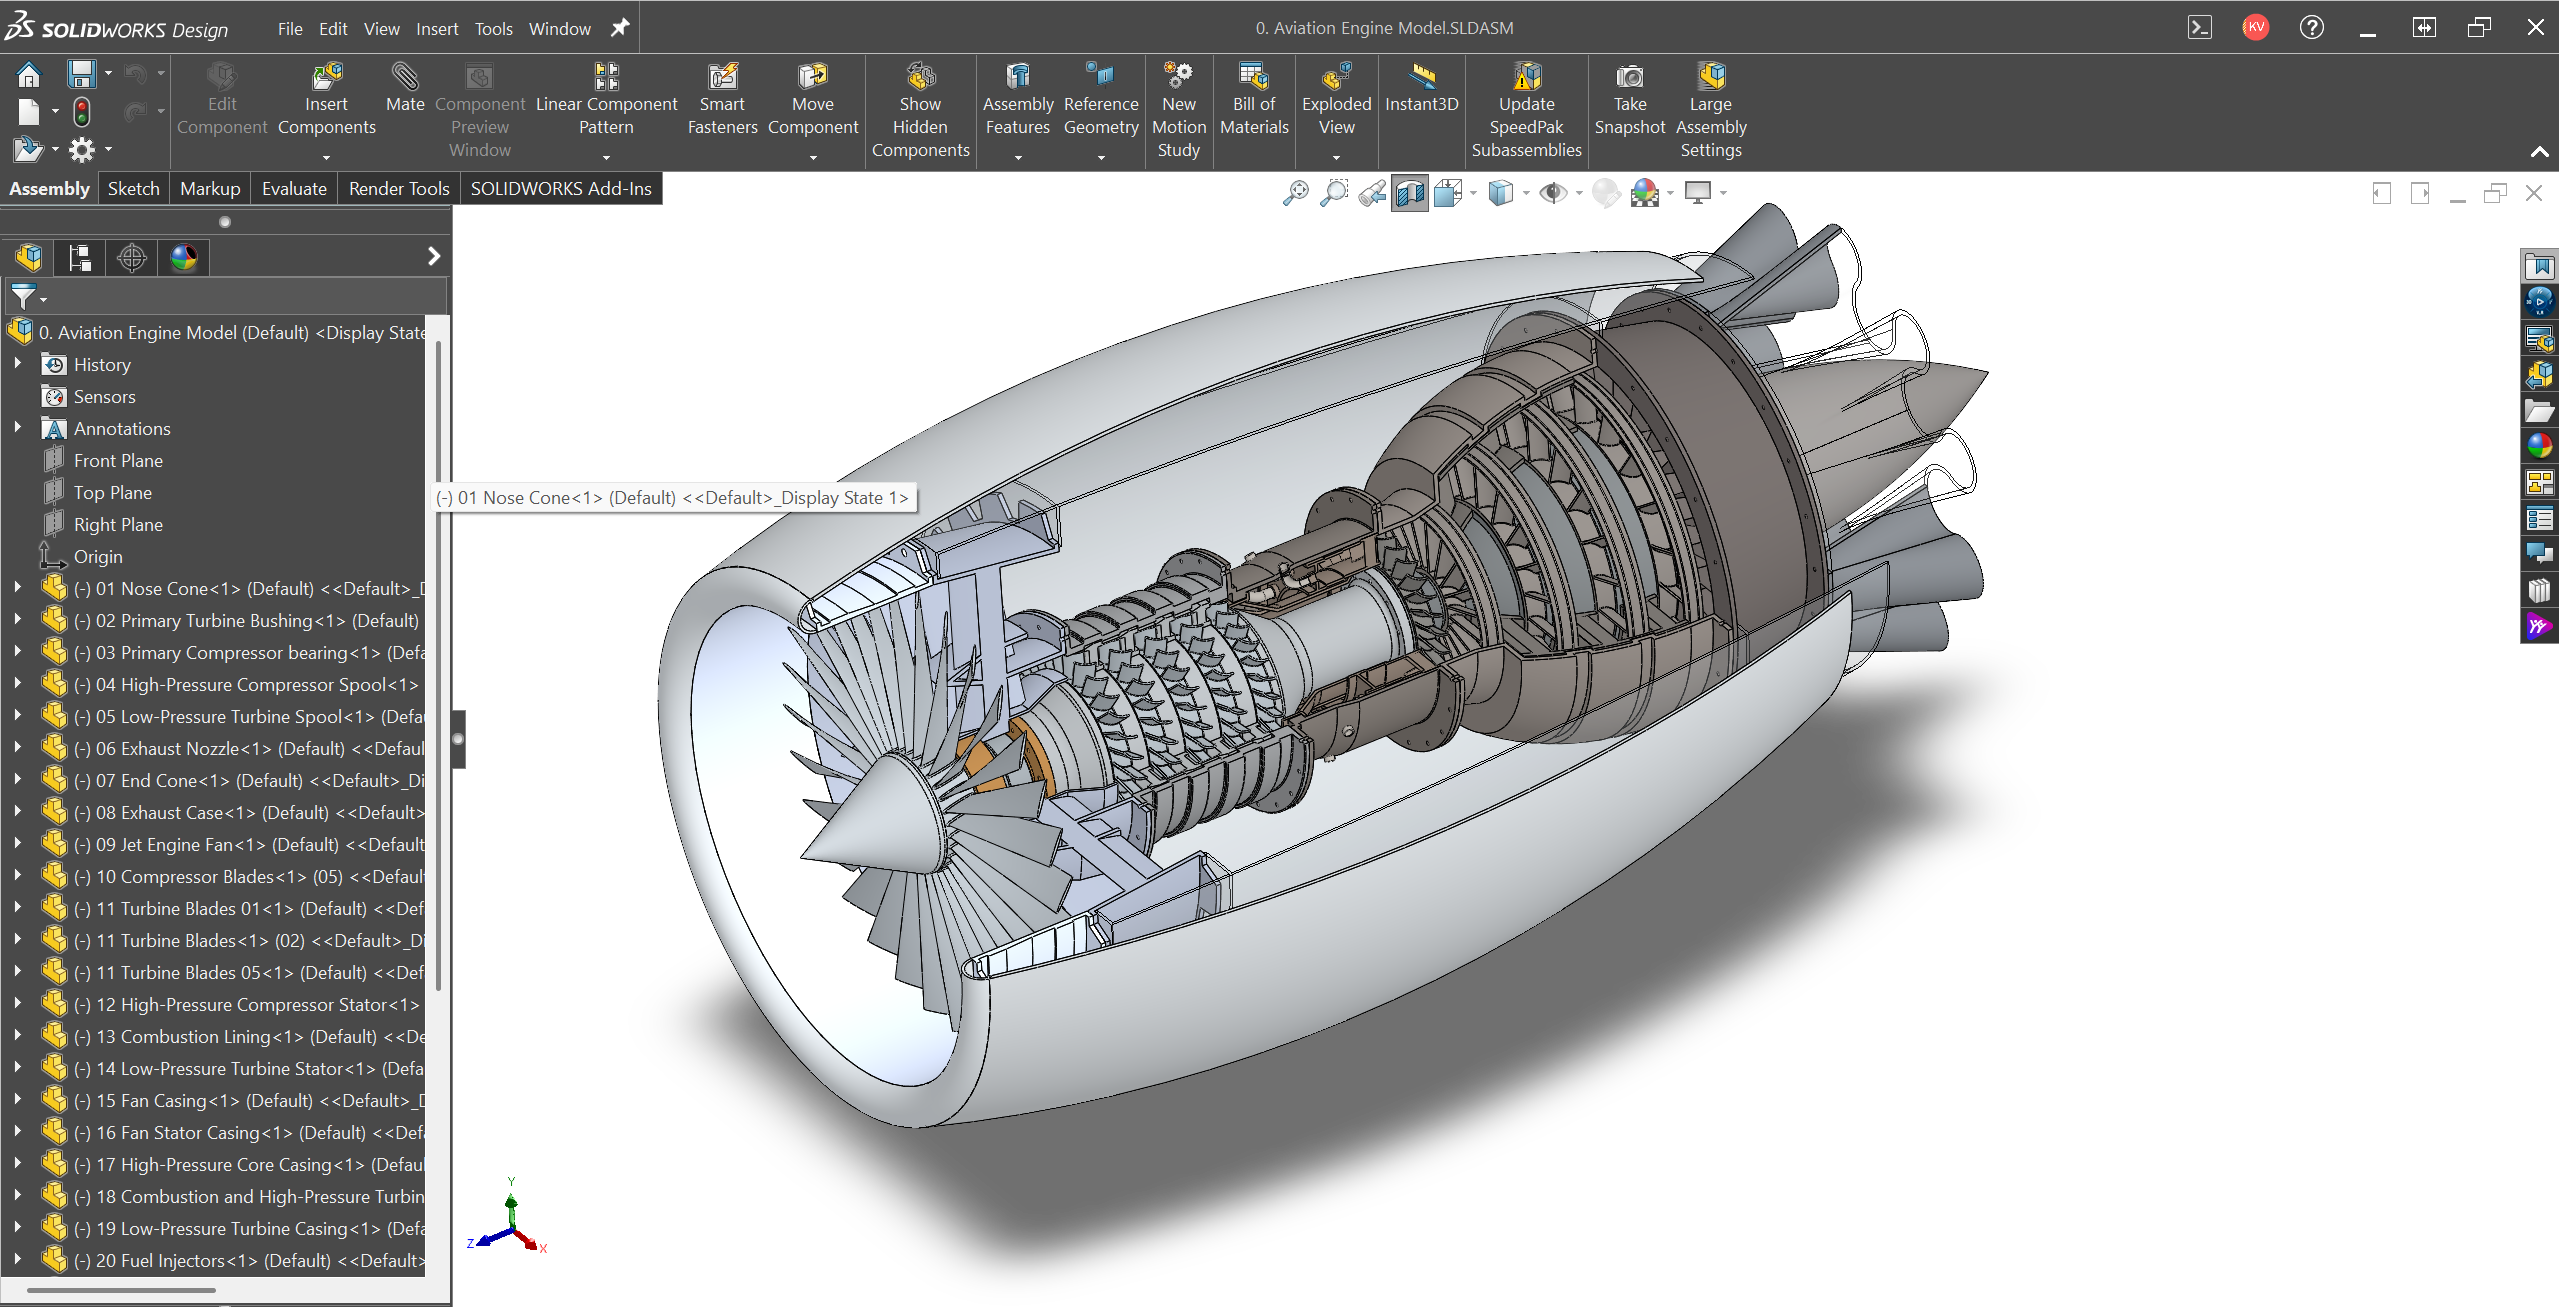 SOLIDWORKS Design
File Edit View Insert Tools Window
0. Aviation Engine Model.SLDASM
KV
Edit Component
Insert Components
Mate
Component Preview Window
Linear Component Pattern
Smart Fasteners
Move Component
Show Hidden Components
Assembly Features
Reference Geometry
New Motion Study
Bill of Materials
Exploded View
Instant3D
Update SpeedPak Subassemblies
Take Snapshot
Large Assembly Settings
Assembly Sketch Markup Evaluate Render Tools SOLIDWORKS Add-Ins
0. Aviation Engine Model (Default) <Display State
History
Sensors
Annotations
Front Plane
Top Plane
Right Plane
Origin
(-) 01 Nose Cone<1> (Default) <<Default>_Display State 1>
(-) 01 Nose Cone<1> (Default) <<Default>_D
(-) 02 Primary Turbine Bushing<1> (Default)
(-) 03 Primary Compressor bearing<1> (Defa
(-) 04 High-Pressure Compressor Spool<1>
(-) 05 Low-Pressure Turbine Spool<1> (Defau
(-) 06 Exhaust Nozzle<1> (Default) <<Defaul
(-) 07 End Cone<1> (Default) <<Default>_Di
(-) 08 Exhaust Case<1> (Default) <<Default>
(-) 09 Jet Engine Fan<1> (Default) <<Default
(-) 10 Compressor Blades<1> (05) <<Defaul
(-) 11 Turbine Blades 01<1> (Default) <<Def
(-) 11 Turbine Blades<1> (02) <<Default>_Di
(-) 11 Turbine Blades 05<1> (Default) <<Def
(-) 12 High-Pressure Compressor Stator<1>
(-) 13 Combustion Lining<1> (Default) <<De
(-) 14 Low-Pressure Turbine Stator<1> (Defa
(-) 15 Fan Casing<1> (Default) <<Default>_D
(-) 16 Fan Stator Casing<1> (Default) <<Def
(-) 17 High-Pressure Core Casing<1> (Defaul
(-) 18 Combustion and High-Pressure Turbin
(-) 19 Low-Pressure Turbine Casing<1> (Defa
(-) 20 Fuel Injectors<1> (Default) <<Default>
Y
Z
X